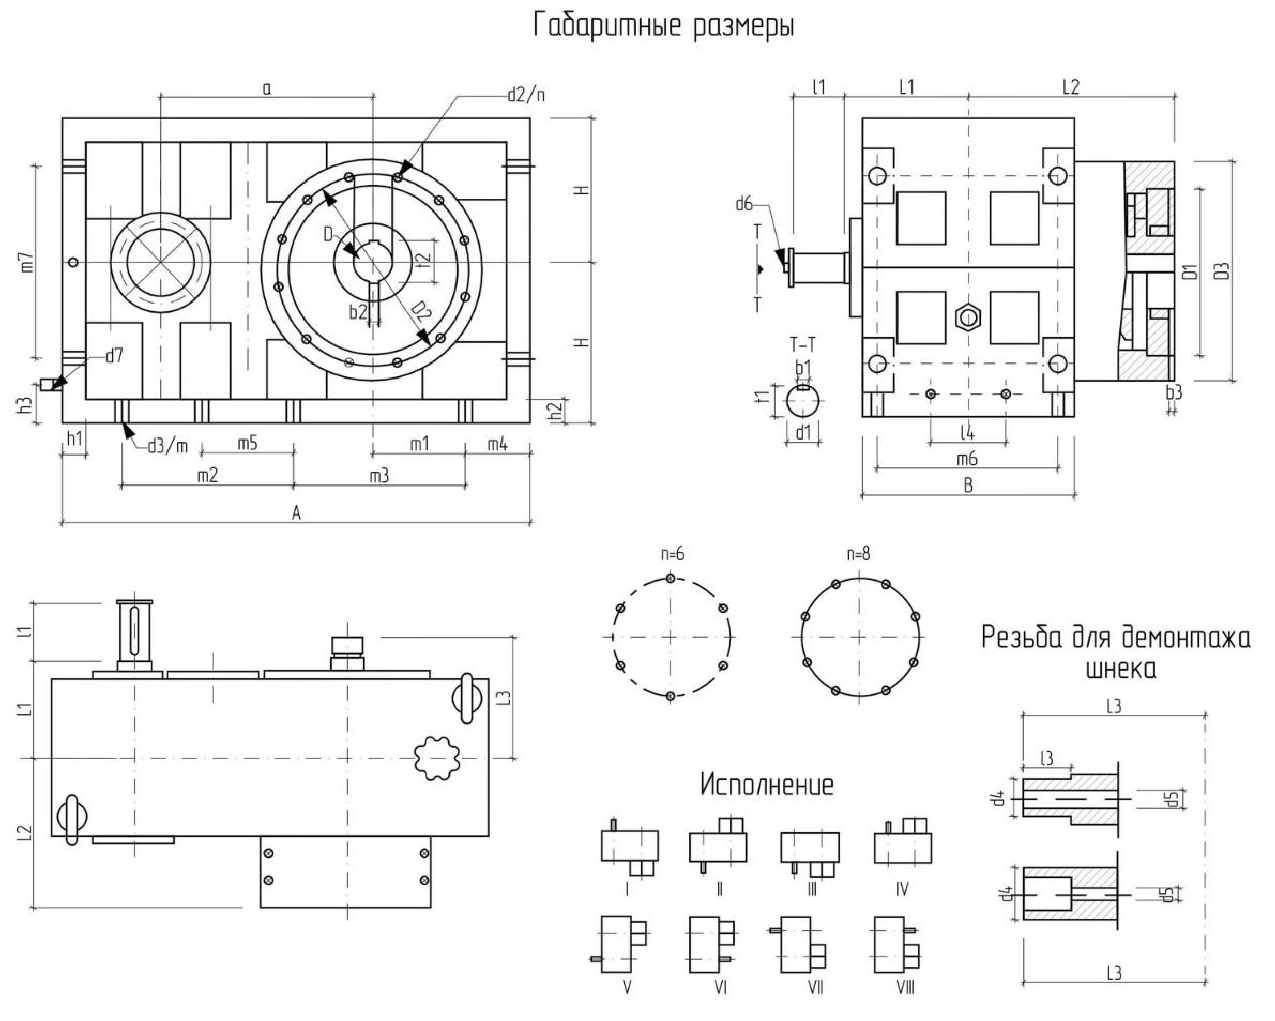 Габаритные размеры
a
d2/n
H
m7
D
t2
b2
D2
H
d7
h3
h2
h1
d3/m
m5
m1
m4
m2
m3
A
l1
L1
L2
d6
T
T
D1
D3
T-T
b1
t1
d1
b3
l4
m6
B
l1
L1
L2
L3
n=6
n=8
Резьба для демонтажа
шнека
L3
l3
d4
d5
d4
d5
L3
Исполнение
I
II
III
IV
V
VI
VII
VIII